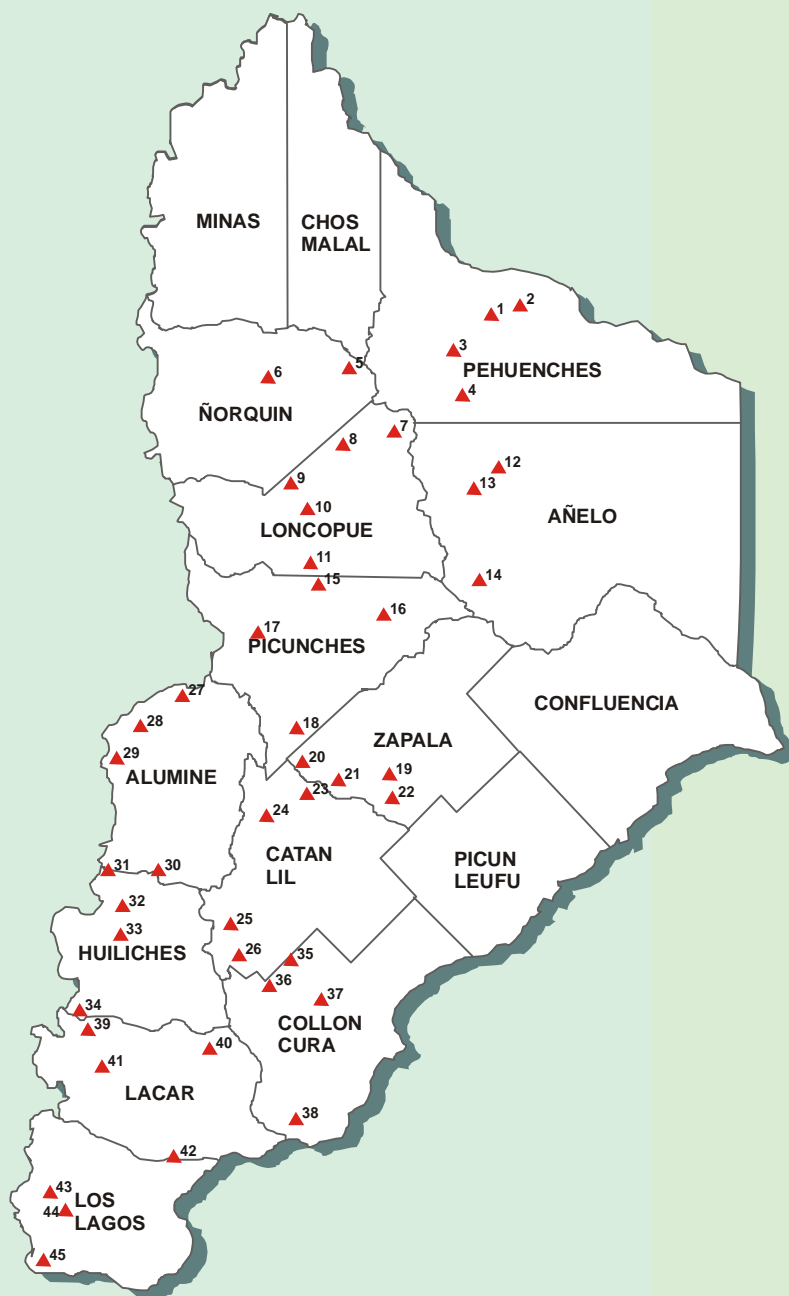 MINAS
CHOS
MALAL
1
2
3
PEHUENCHES
4
5
6
ÑORQUIN
7
8
9
10
LONCOPUE
11
12
13
AÑELO
14
15
16
17
PICUNCHES
18
CONFLUENCIA
ZAPALA
19
20
21
22
23
24
CATAN
LIL
PICUN
LEUFU
25
26
27
28
29
ALUMINE
30
31
32
33
HUILICHES
34
35
36
37
COLLON
CURA
38
39
40
41
LACAR
42
43
44
LOS
LAGOS
45